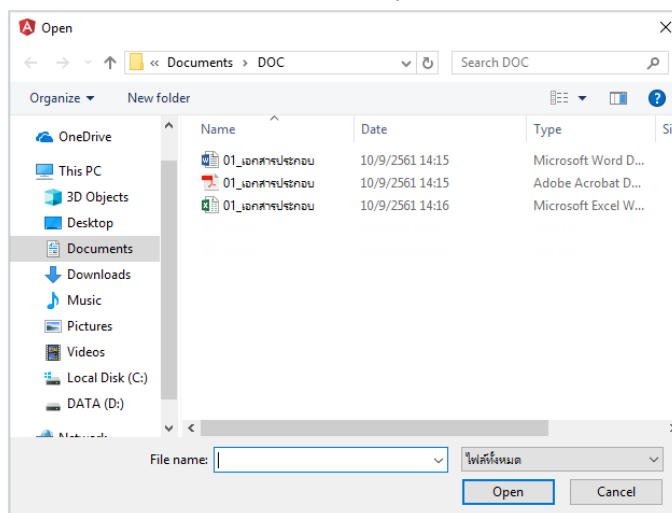 Open
« Documents › DOC
Search DOC
Organize
New folder
Name Date Type Si
OneDrive
This PC
3D Objects
Desktop
Documents
Downloads
Music
Pictures
Videos
Local Disk (C:)
DATA (D:)
Network
01_เอกสารประกอบ 10/9/2561 14:15 Microsoft Word D...
01_เอกสารประกอบ 10/9/2561 14:15 Adobe Acrobat D...
01_เอกสารประกอบ 10/9/2561 14:16 Microsoft Excel W...
File name:
ไฟล์ทั้งหมด
Open Cancel